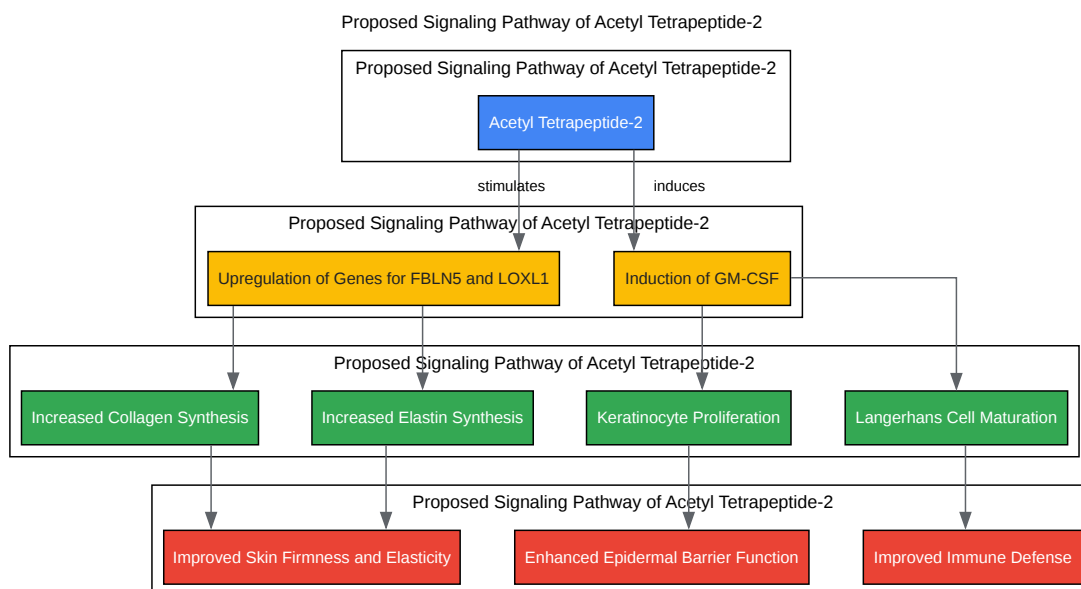 Proposed Signaling Pathway of Acetyl Tetrapeptide-2
Proposed Signaling Pathway of Acetyl Tetrapeptide-2
Acetyl Tetrapeptide-2
stimulates
induces
Proposed Signaling Pathway of Acetyl Tetrapeptide-2
Upregulation of Genes for FBLN5 and LOXL1
Induction of GM-CSF
Proposed Signaling Pathway of Acetyl Tetrapeptide-2
Increased Collagen Synthesis
Increased Elastin Synthesis
Keratinocyte Proliferation
Langerhans Cell Maturation
Proposed Signaling Pathway of Acetyl Tetrapeptide-2
Improved Skin Firmness and Elasticity
Enhanced Epidermal Barrier Function
Improved Immune Defense